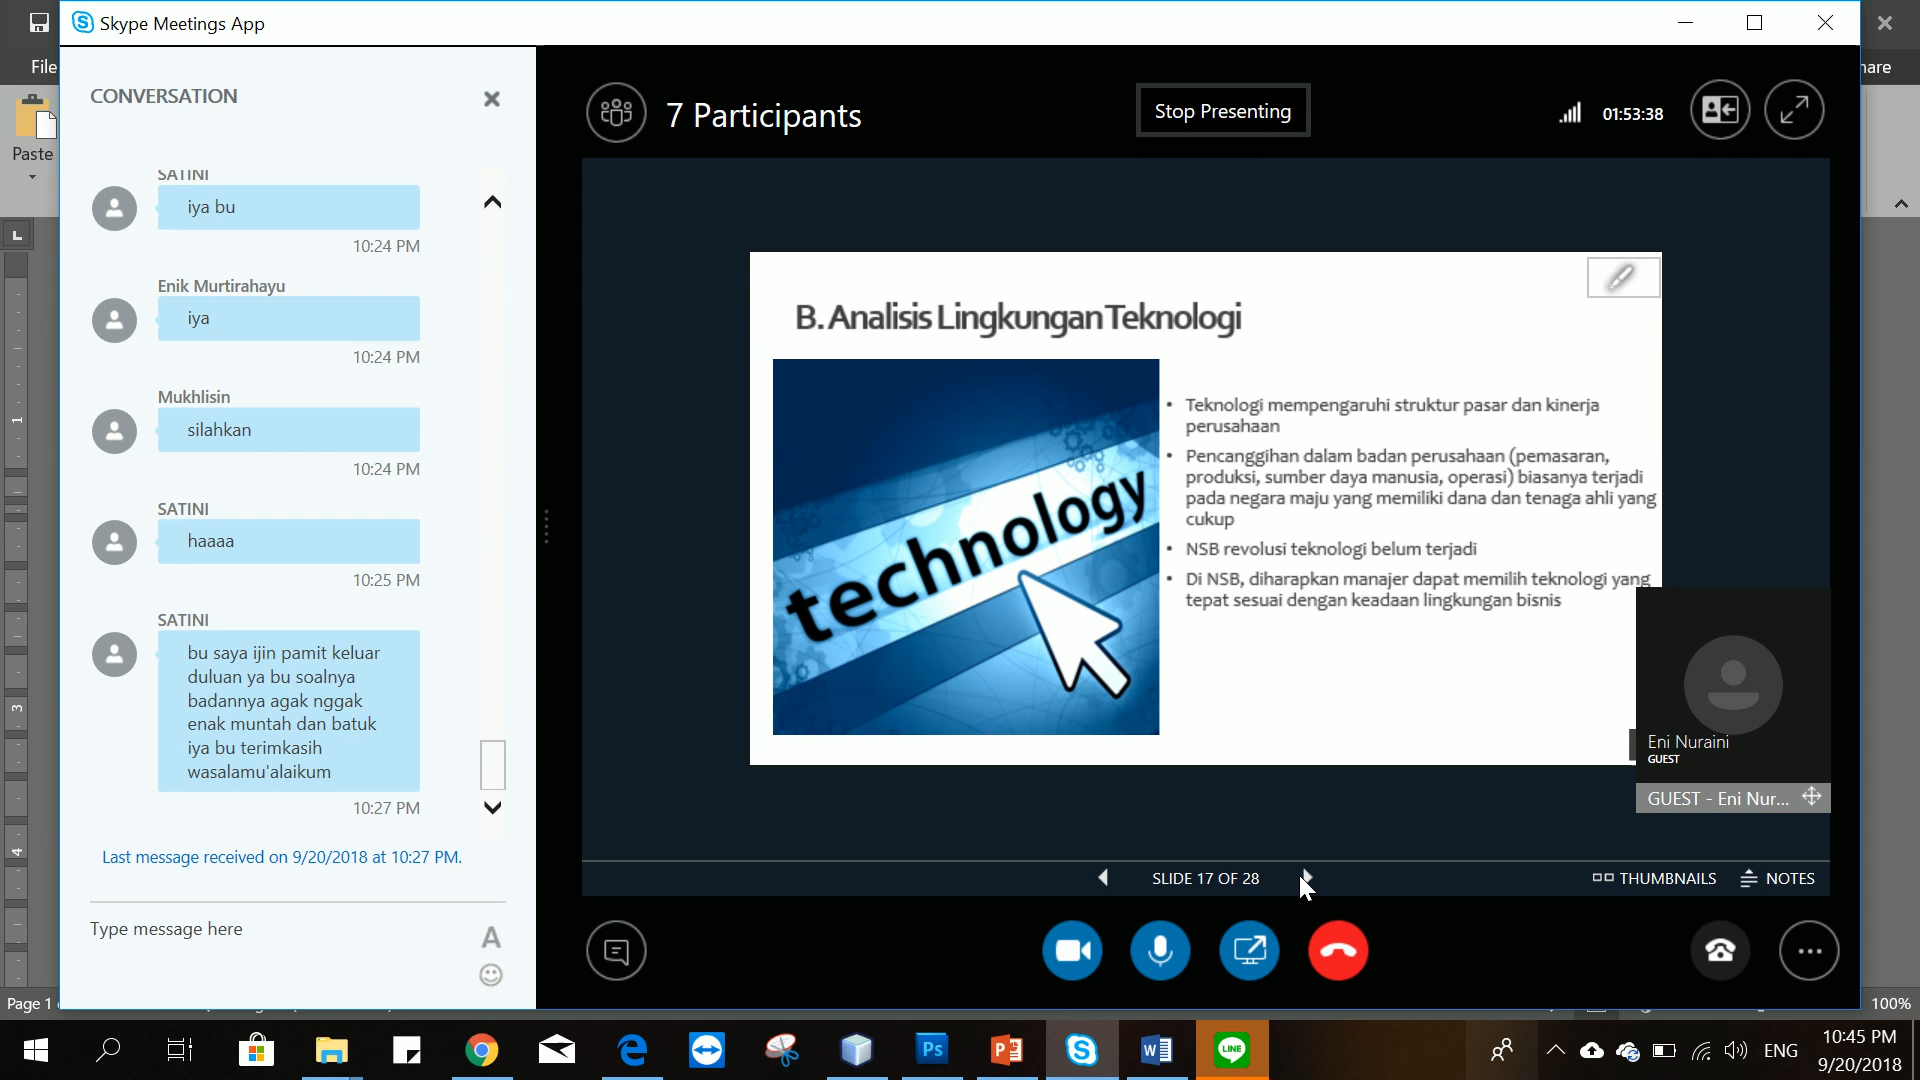 Skype Meetings App
File
Paste
hare
CONVERSATION
SATINI
iya bu
10:24 PM
Enik Murtirahayu
iya
10:24 PM
Mukhlisin
silahkan
10:24 PM
SATINI
haaaa
10:25 PM
SATINI
bu saya ijin pamit keluar
duluan ya bu soalnya
badannya agak nggak
enak muntah dan batuk
iya bu terimkasih
wasalamu'alaikum
10:27 PM
Last message received on 9/20/2018 at 10:27 PM.
Type message here
A
7 Participants
Stop Presenting
01:53:38
B. Analisis Lingkungan Teknologi
technology
• Teknologi mempengaruhi struktur pasar dan kinerja
perusahaan
• Pencanggihan dalam badan perusahaan (pemasaran,
produksi, sumber daya manusia, operasi) biasanya terjadi
pada negara maju yang memiliki dana dan tenaga ahli yang
cukup
• NSB revolusi teknologi belum terjadi
• Di NSB, diharapkan manajer dapat memilih teknologi yang
tepat sesuai dengan keadaan lingkungan bisnis
Eni Nuraini
GUEST
GUEST - Eni Nur...
SLIDE 17 OF 28
THUMBNAILS
NOTES
L
1
3
4
Page 1
100%
Ps
LINE
ENG
10:45 PM
9/20/2018